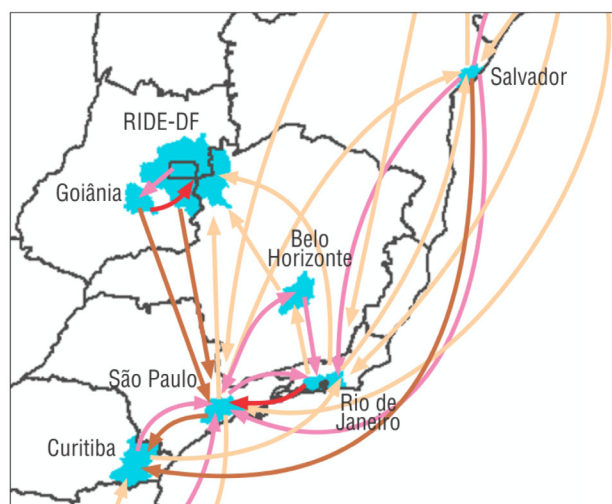 Salvador
RIDE-DF
Goiânia
Belo
Horizonte
São Paulo
Rio de
Janeiro
Curitiba